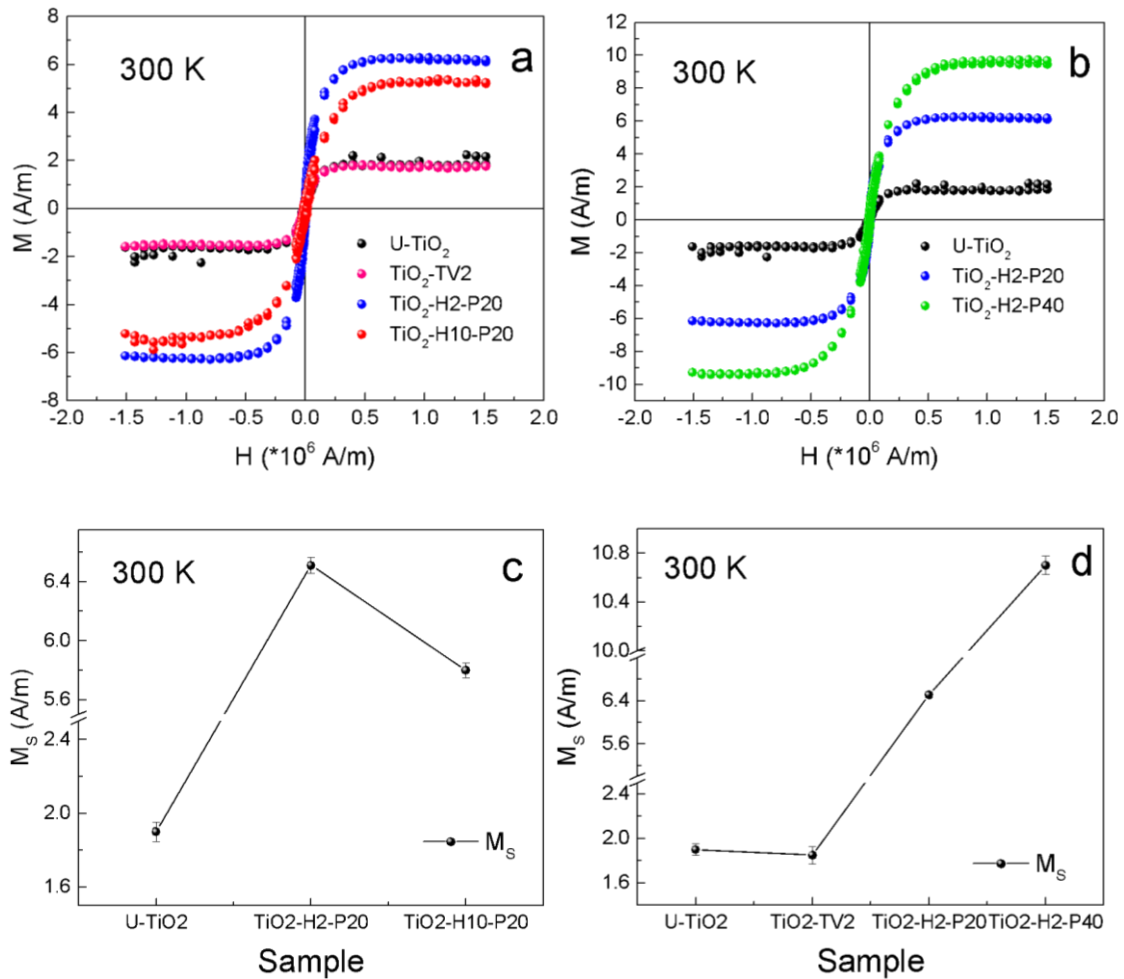 300 K
a
M (A/m)
8
6
4
2
0
-2
-4
-6
-8
U-TiO₂
TiO₂-TV2
TiO₂-H2-P20
TiO₂-H10-P20
-2.0 -1.5 -1.0 -0.5 0.0 0.5 1.0 1.5 2.0
H (*10⁶ A/m)
300 K
b
M (A/m)
12
10
8
6
4
2
0
-2
-4
-6
-8
-10
U-TiO₂
TiO₂-H2-P20
TiO₂-H2-P40
-2.0 -1.5 -1.0 -0.5 0.0 0.5 1.0 1.5 2.0
H (*10⁶ A/m)
300 K
c
Mₛ (A/m)
6.4
6.0
5.6
2.4
2.0
1.6
Mₛ
U-TiO2 TiO2-H2-P20 TiO2-H10-P20
Sample
300 K
d
Mₛ (A/m)
10.8
10.4
10.0
6.4
5.6
2.4
2.0
1.6
Mₛ
U-TiO2 TiO2-TV2 TiO2-H2-P20 TiO2-H2-P40
Sample